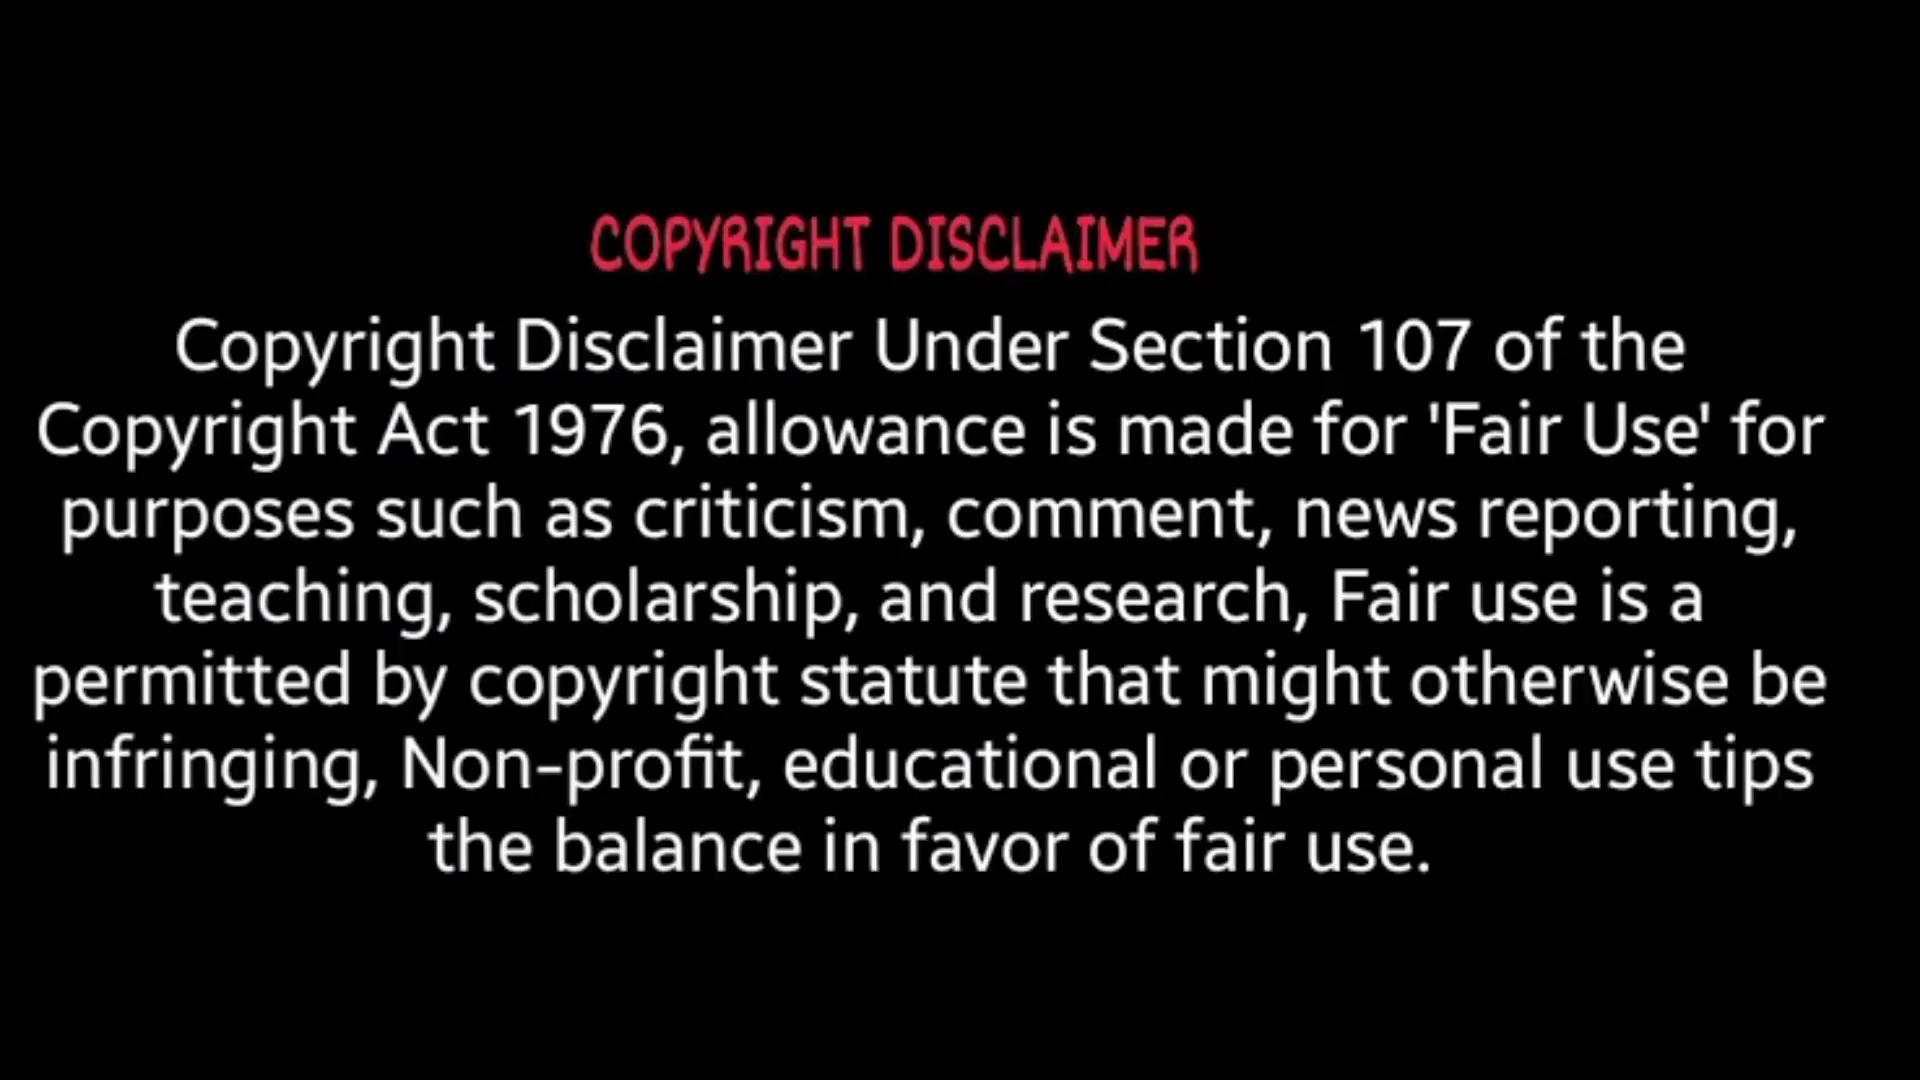 COPYRIGHT DISCLAIMER
Copyright Disclaimer Under Section 107 of the
Copyright Act 1976, allowance is made for 'Fair Use' for
purposes such as criticism, comment, news reporting,
teaching, scholarship, and research, Fair use is a
permitted by copyright statute that might otherwise be
infringing, Non-profit, educational or personal use tips
the balance in favor of fair use.